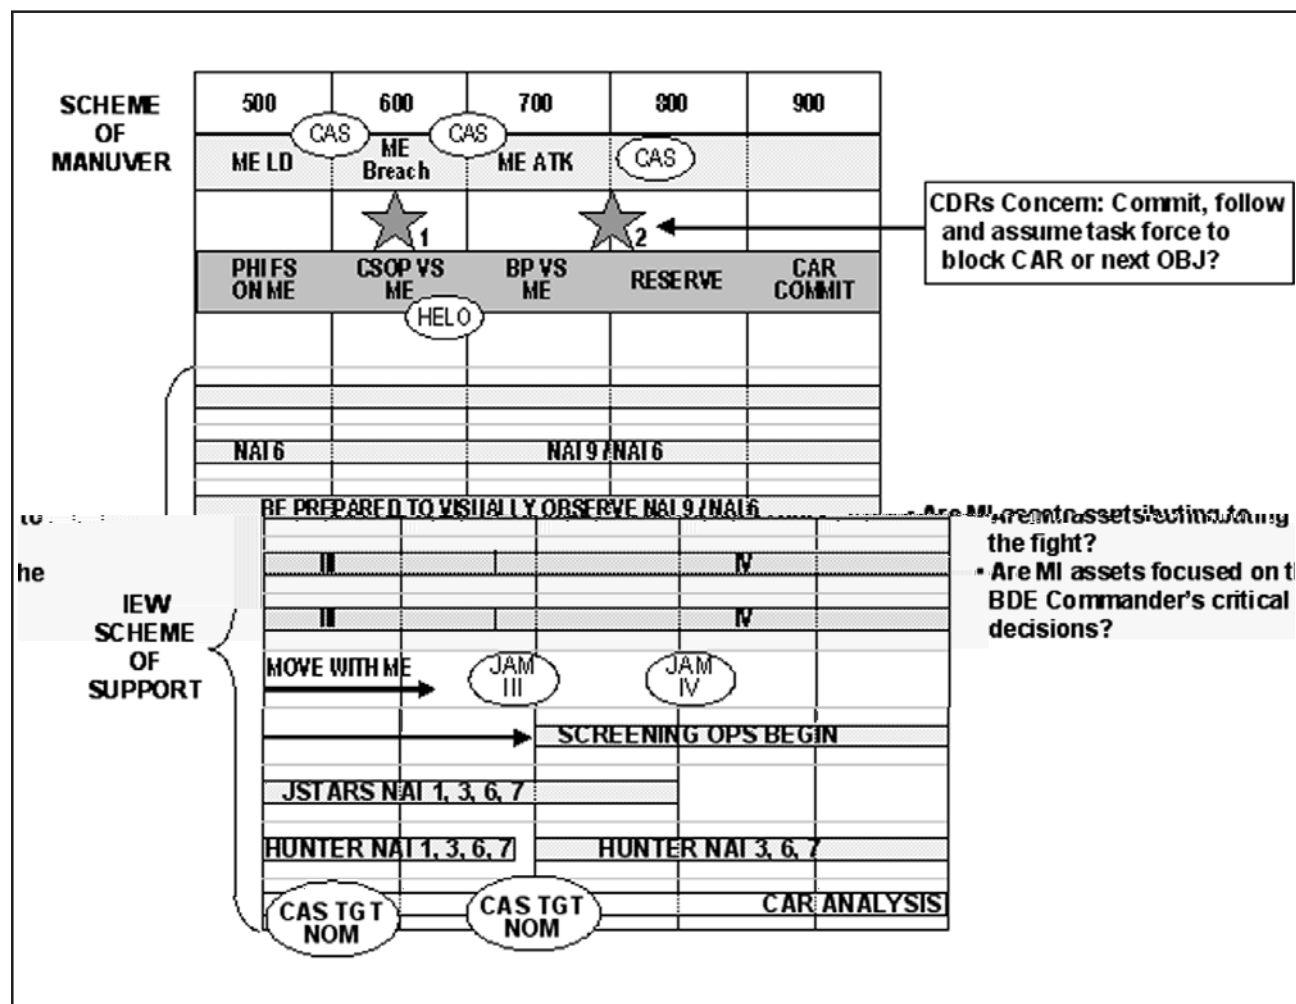 SCHEME
OF
MANUVER
500 600 700 800 900
CAS CAS
ME LD
ME
Breach
ME ATK
CAS
1
2
CDRs Concern: Commit, follow
and assume task force to
block CAR or next OBJ?
PHI FS
ON ME
CSOP VS
ME
BP VS
ME
RESERVE
CAR
COMMIT
HELO
NAI 6 NAI 9 / NAI 6
BE PREPARED TO VISUALLY OBSERVE NAI 9 / NAI 6
to
he
the fight?
• Are MI assets focused on
BDE Commander's critical
decisions?
III IV
III IV
IEW
SCHEME
OF
SUPPORT
MOVE WITH ME
JAM
III
JAM
IV
SCREENING OPS BEGIN
JSTARS NAI 1, 3, 6, 7
HUNTER NAI 1, 3, 6, 7 HUNTER NAI 3, 6, 7
CAS TGT
NOM
CAS TGT
NOM
CAR ANALYSIS